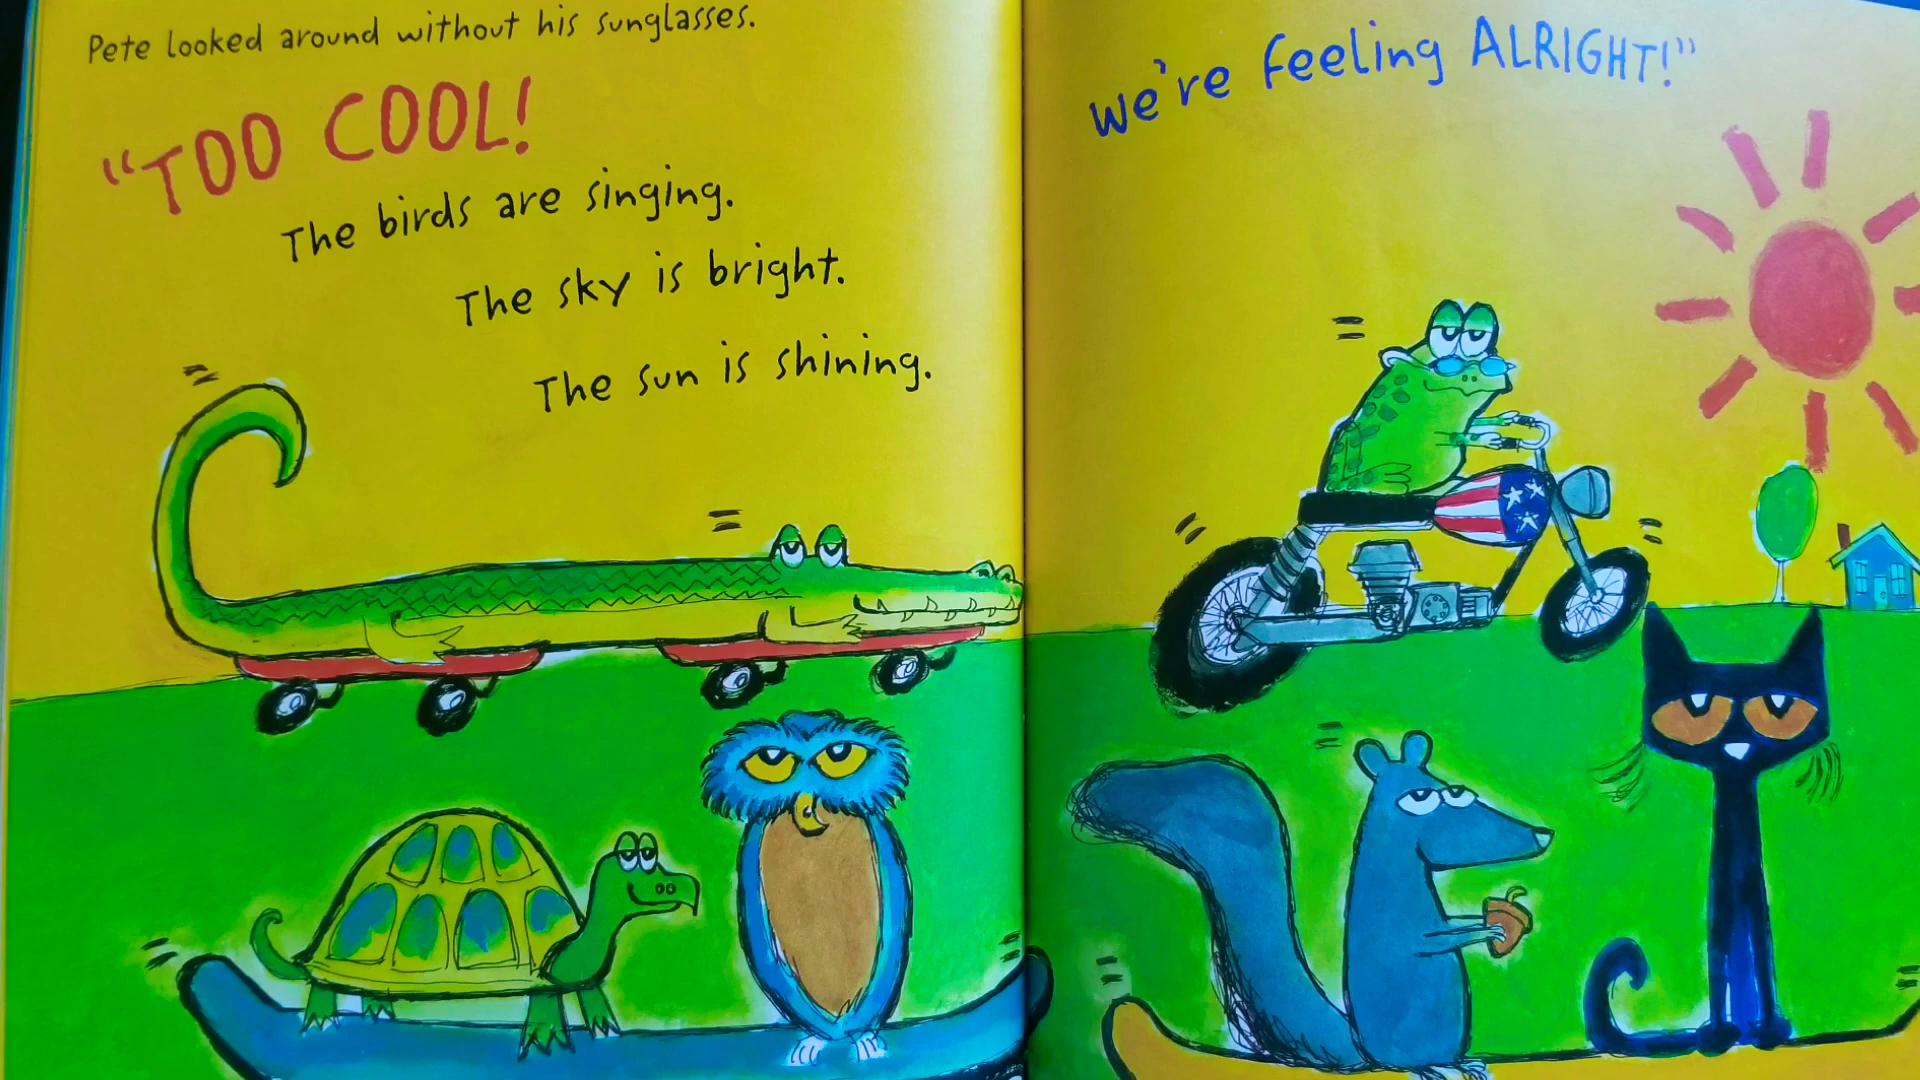 Pete looked around without his sunglasses.
“TOO COOL!
The birds are singing.
The sky is bright.
The sun is shining.
we're feeling ALRIGHT!”